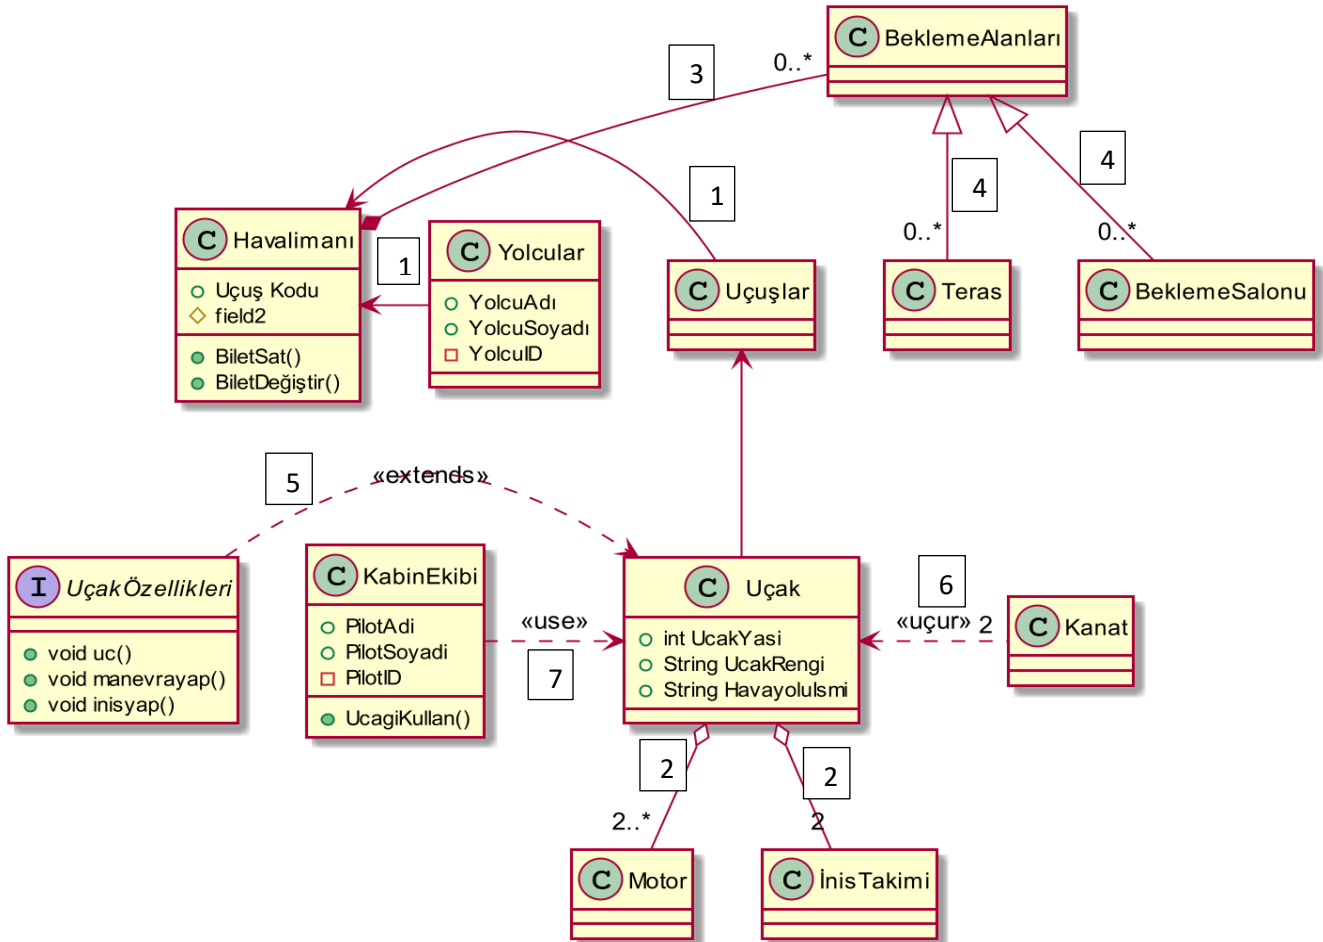 C BeklemeAlanları
0..*
3
4
4
1
0..*
0..*
C Havalimanı
Uçuş Kodu
field2
BiletSat()
BiletDeğiştir()
1
C Yolcular
YolcuAdı
YolcuSoyadı
YolcuID
C Uçuşlar
C Teras
C BeklemeSalonu
5
«extends»
I UçakÖzellikleri
void uc()
void manevrayap()
void inisyap()
C KabinEkibi
PilotAdi
PilotSoyadi
PilotID
UcagiKullan()
«use»
7
C Uçak
int UcakYasi
String UcakRengi
String HavayoluIsmi
6
«uçur» 2
C Kanat
2
2
2..*
2
C Motor
C İnisTakimi